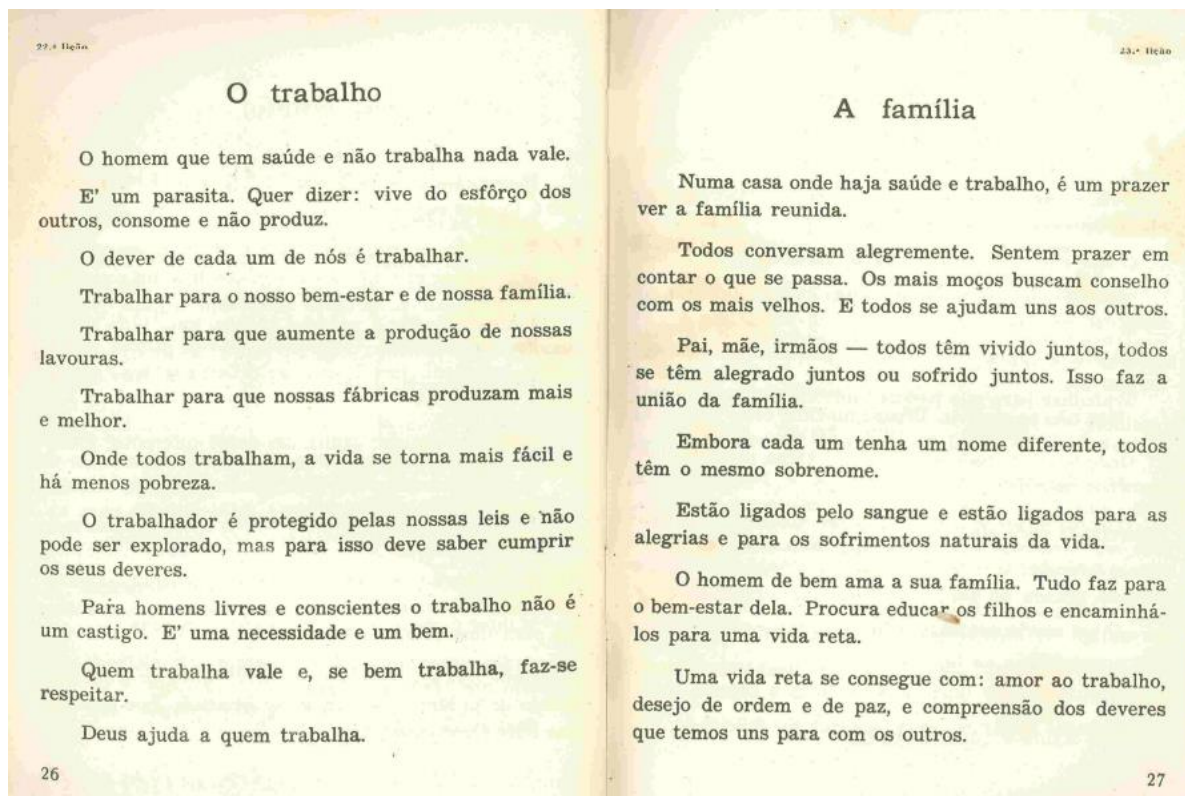 22.ª lição
O trabalho
O homem que tem saúde e não trabalha nada vale.
E' um parasita. Quer dizer: vive do esfôrço dos
outros, consome e não produz.
O dever de cada um de nós é trabalhar.
Trabalhar para o nosso bem-estar e de nossa família.
Trabalhar para que aumente a produção de nossas
lavouras.
Trabalhar para que nossas fábricas produzam mais
e melhor.
Onde todos trabalham, a vida se torna mais fácil e
há menos pobreza.
O trabalhador é protegido pelas nossas leis e não
pode ser explorado, mas para isso deve saber cumprir
os seus deveres.
Para homens livres e conscientes o trabalho não é
um castigo. E' uma necessidade e um bem.
Quem trabalha vale e, se bem trabalha, faz-se
respeitar.
Deus ajuda a quem trabalha.
26
23.ª lição
A família
Numa casa onde haja saúde e trabalho, é um prazer
ver a família reunida.
Todos conversam alegremente. Sentem prazer em
contar o que se passa. Os mais moços buscam conselho
com os mais velhos. E todos se ajudam uns aos outros.
Pai, mãe, irmãos — todos têm vivido juntos, todos
se têm alegrado juntos ou sofrido juntos. Isso faz a
união da família.
Embora cada um tenha um nome diferente, todos
têm o mesmo sobrenome.
Estão ligados pelo sangue e estão ligados para as
alegrias e para os sofrimentos naturais da vida.
O homem de bem ama a sua família. Tudo faz para
o bem-estar dela. Procura educar os filhos e encaminhá-
los para uma vida reta.
Uma vida reta se consegue com: amor ao trabalho,
desejo de ordem e de paz, e compreensão dos deveres
que temos uns para com os outros.
27